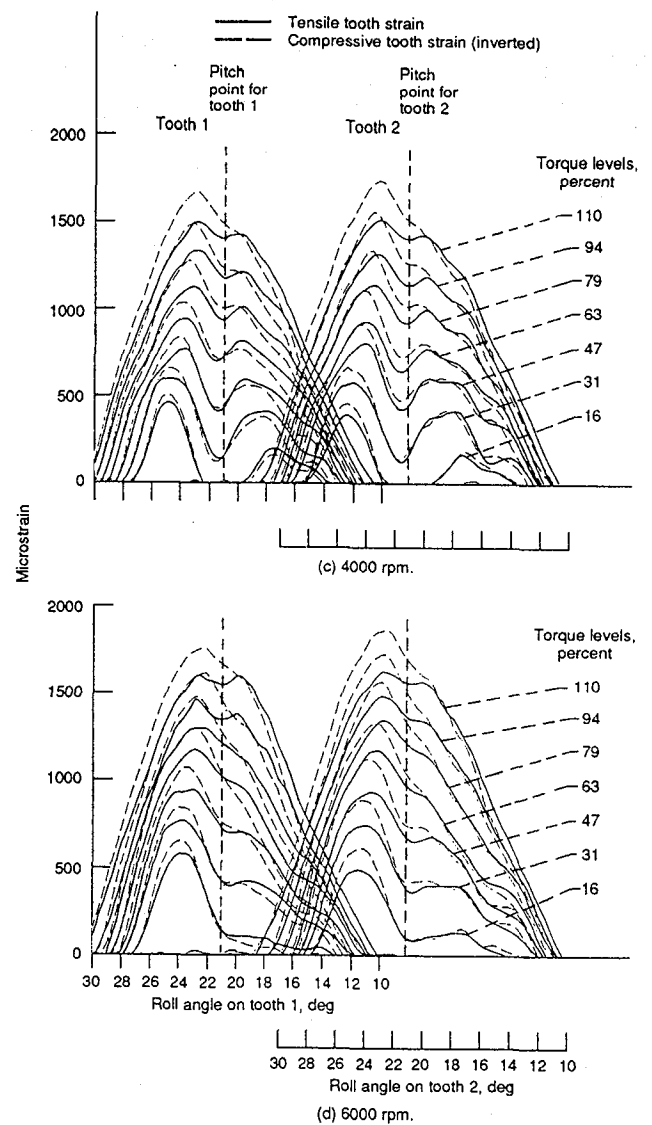 Tensile tooth strain
Compressive tooth strain (inverted)
Pitch
point for
tooth 1
Pitch
point for
tooth 2
Tooth 1
Tooth 2
Torque levels,
percent
2000
1500
1000
500
0
110
94
79
63
47
31
16
(c) 4000 rpm.
Microstrain
2000
1500
1000
500
0
Torque levels,
percent
110
94
79
63
47
31
16
30 28 26 24 22 20 18 16 14 12 10
Roll angle on tooth 1, deg
30 28 26 24 22 20 18 16 14 12 10
Roll angle on tooth 2, deg
(d) 6000 rpm.